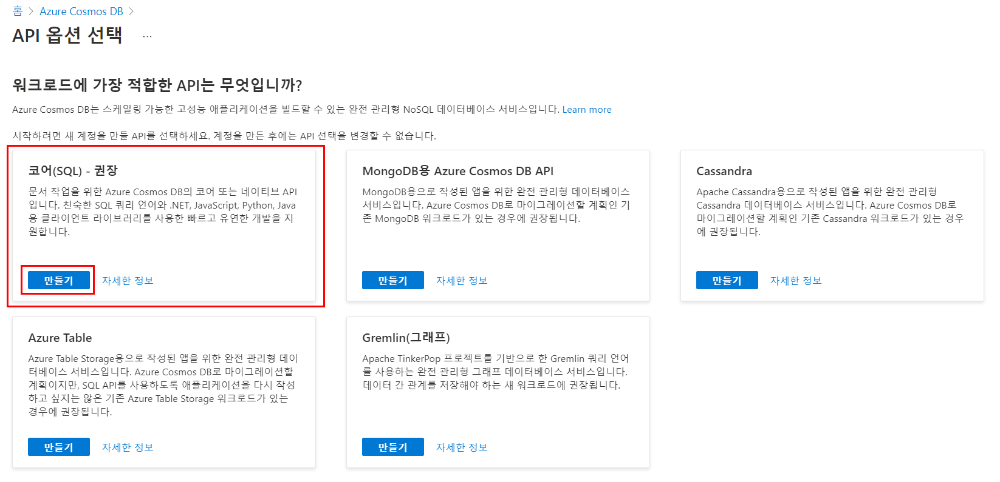 홈 > Azure Cosmos DB >
API 옵션 선택 ...
워크로드에 가장 적합한 API는 무엇입니까?
Azure Cosmos DB는 스케일링 가능한 고성능 애플리케이션을 빌드할 수 있는 완전 관리형 NoSQL 데이터베이스 서비스입니다. Learn more
시작하려면 새 계정을 만들 API를 선택하세요. 계정을 만든 후에는 API 선택을 변경할 수 없습니다.
코어(SQL) - 권장
문서 작업을 위한 Azure Cosmos DB의 코어 또는 네이티브 API
입니다. 친숙한 SQL 쿼리 언어와 .NET, JavaScript, Python, Java
용 클라이언트 라이브러리를 사용한 빠르고 유연한 개발을 지
원합니다.
만들기 자세한 정보
MongoDB용 Azure Cosmos DB API
MongoDB용으로 작성된 앱을 위한 완전 관리형 데이터베이스
서비스입니다. Azure Cosmos DB로 마이그레이션할 계획인 기
존 MongoDB 워크로드가 있는 경우에 권장됩니다.
만들기 자세한 정보
Cassandra
Apache Cassandra용으로 작성된 앱을 위한 완전 관리형
Cassandra 데이터베이스 서비스입니다. Azure Cosmos DB로
마이그레이션할 계획인 기존 Cassandra 워크로드가 있는 경우
에 권장됩니다.
만들기 자세한 정보
Azure Table
Azure Table Storage용으로 작성된 앱을 위한 완전 관리형 데이
터베이스 서비스입니다. Azure Cosmos DB로 마이그레이션할
계획이지만, SQL API를 사용하도록 애플리케이션을 다시 작성
하고 싶지는 않은 기존 Azure Table Storage 워크로드가 있는
경우에 권장됩니다.
만들기 자세한 정보
Gremlin(그래프)
Apache TinkerPop 프로젝트를 기반으로 한 Gremlin 쿼리 언어
를 사용하는 완전 관리형 그래프 데이터베이스 서비스입니다.
데이터 간 관계를 저장해야 하는 새 워크로드에 권장됩니다.
만들기 자세한 정보